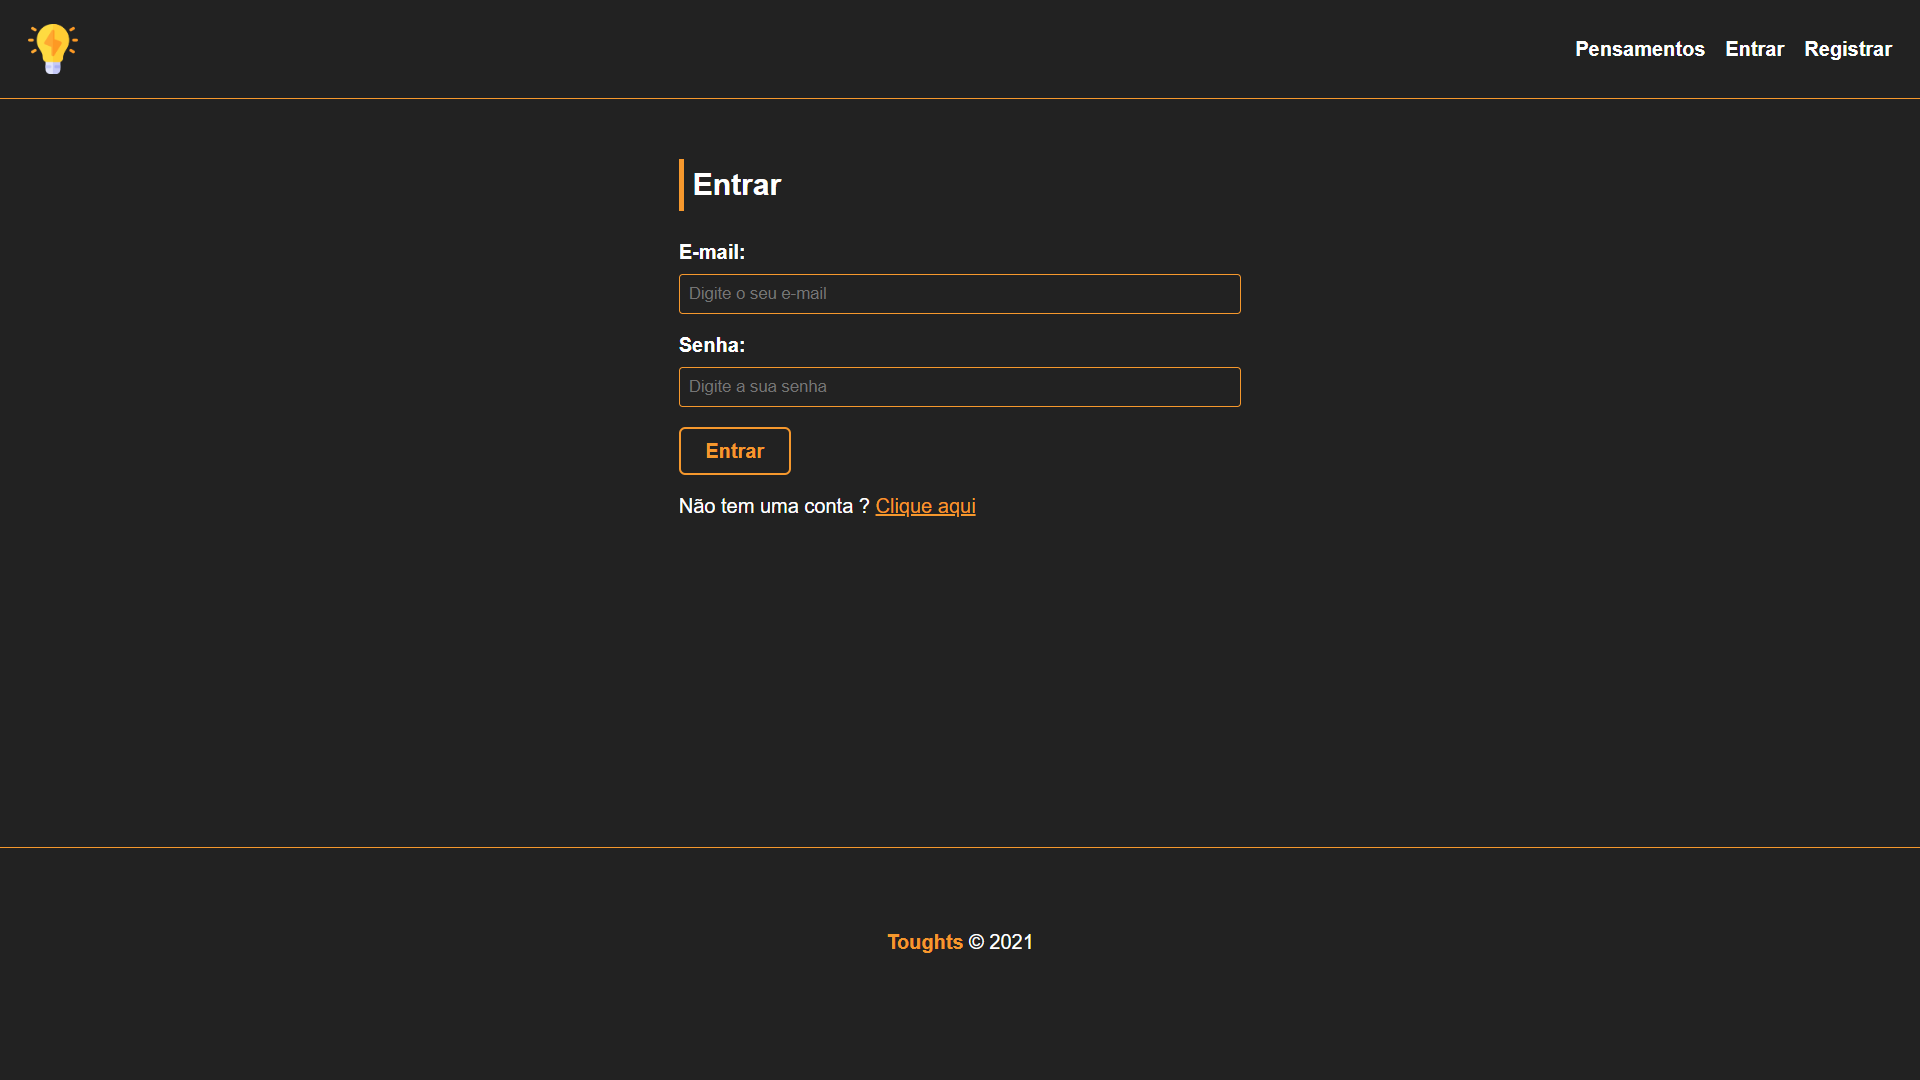 Pensamentos Entrar Registrar
Entrar
E-mail:
Digite o seu e-mail
Senha:
Digite a sua senha
Entrar
Não tem uma conta ? Clique aqui
Toughts © 2021